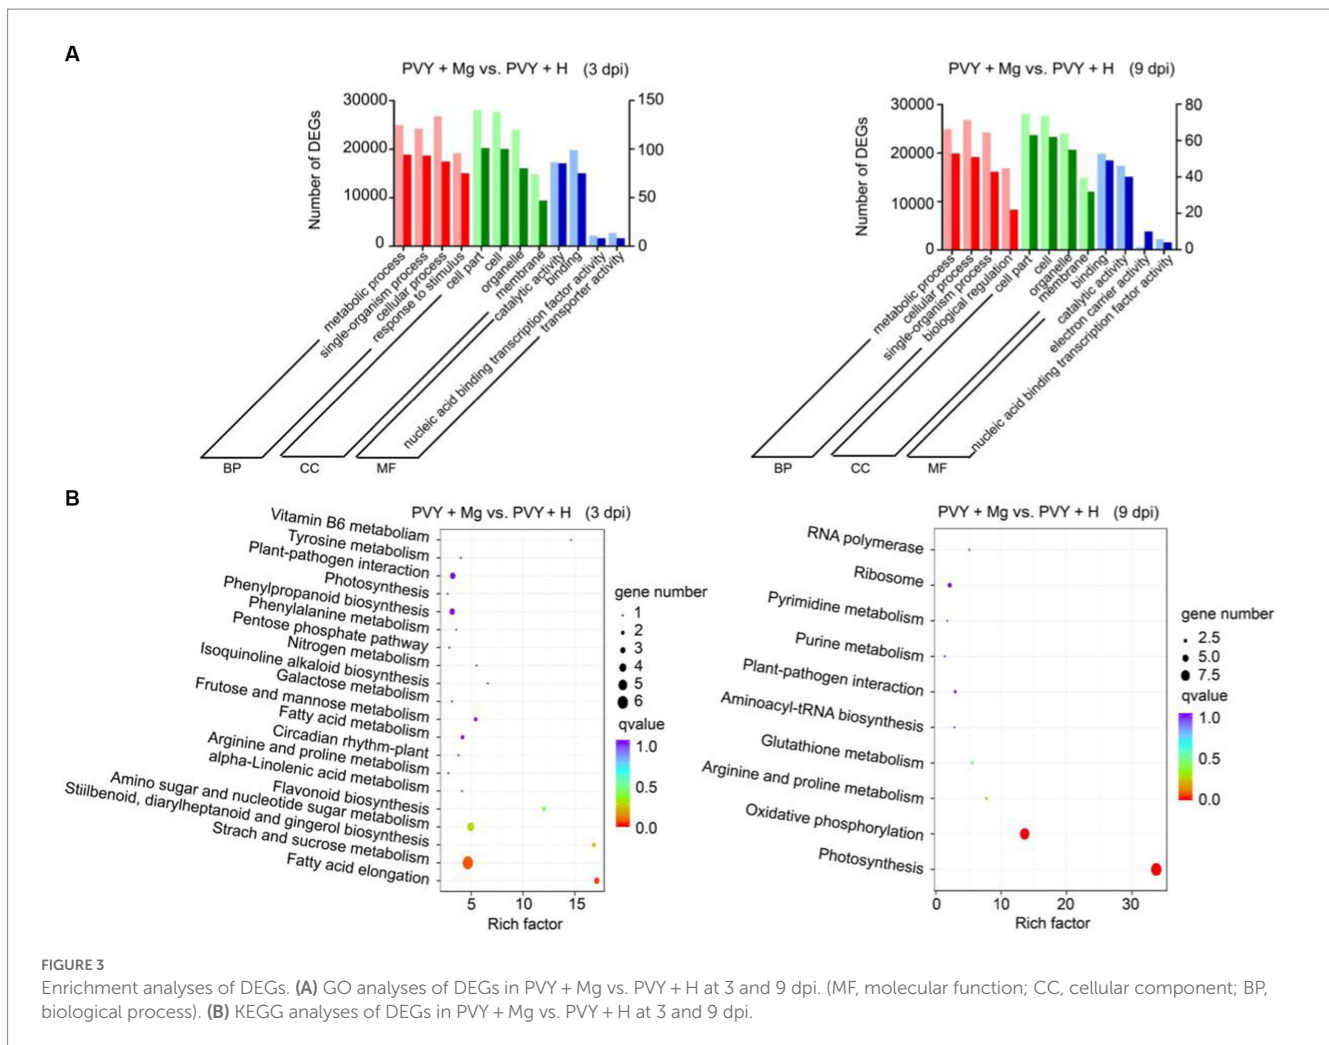 A
PVY + Mg vs. PVY + H (3 dpi)
Number of DEGs
30000
20000
10000
0
150
100
50
0
metabolic process
single-organism process
cellular process
response to stimulus
cell part
cell
organelle
membrane
catalytic activity
binding
nucleic acid binding transcription factor activity
transporter activity
BP
CC
MF
PVY + Mg vs. PVY + H (9 dpi)
Number of DEGs
30000
20000
10000
0
80
60
40
20
0
metabolic process
cellular process
single-organism process
biological regulation
cell part
cell
organelle
membrane
binding
catalytic activity
electron carrier activity
nucleic acid binding transcription factor activity
BP
CC
MF
B
PVY + Mg vs. PVY + H (3 dpi)
Vitamin B6 metaboliam
Tyrosine metabolism
Plant-pathogen interaction
Photosynthesis
Phenylpropanoid biosynthesis
Phenylalanine metabolism
Pentose phosphate pathway
Nitrogen metabolism
Isoquinoline alkaloid biosynthesis
Galactose metabolism
Frutose and mannose metabolism
Fatty acid metabolism
Circadian rhythm-plant
Arginine and proline metabolism
alpha-Linolenic acid metabolism
Flavonoid biosynthesis
Amino sugar and nucleotide sugar metabolism
Stiilbenoid, diarylheptanoid and gingerol biosynthesis
Strach and sucrose metabolism
Fatty acid elongation
5 10 15
Rich factor
gene number
1
2
3
4
5
6
qvalue
1.0
0.5
0.0
PVY + Mg vs. PVY + H (9 dpi)
RNA polymerase
Ribosome
Pyrimidine metabolism
Purine metabolism
Plant-pathogen interaction
Aminoacyl-tRNA biosynthesis
Glutathione metabolism
Arginine and proline metabolism
Oxidative phosphorylation
Photosynthesis
0 10 20 30
Rich factor
gene number
2.5
5.0
7.5
qvalue
1.0
0.5
0.0
FIGURE 3
Enrichment analyses of DEGs. (A) GO analyses of DEGs in PVY + Mg vs. PVY + H at 3 and 9 dpi. (MF, molecular function; CC, cellular component; BP,
biological process). (B) KEGG analyses of DEGs in PVY + Mg vs. PVY + H at 3 and 9 dpi.